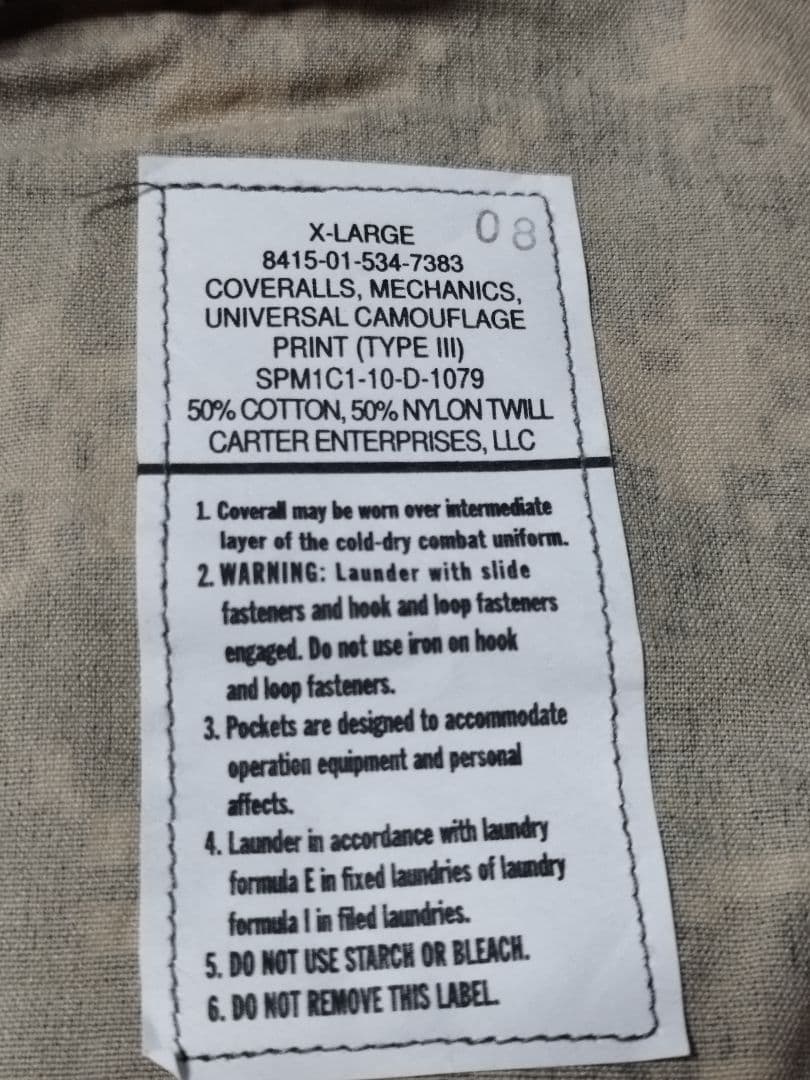 08
X-LARGE
8415-01-534-7383
COVERALLS, MECHANICS,
UNIVERSAL CAMOUFLAGE
PRINT (TYPE III)
SPM1C1-10-D-1079
50% COTTON, 50% NYLON TWILL
CARTER ENTERPRISES, LLC
1. Coverall may be worn over intermediate
layer of the cold-dry combat uniform.
2. WARNING: Launder with slide
fasteners and hook and loop fasteners
engaged. Do not use iron on hook
and loop fasteners.
3. Pockets are designed to accommodate
operation equipment and personal
affects.
4. Launder in accordance with laundry
formula E in fixed laundries of laundry
formula I in filed laundries.
5. DO NOT USE STARCH OR BLEACH.
6. DO NOT REMOVE THIS LABEL.